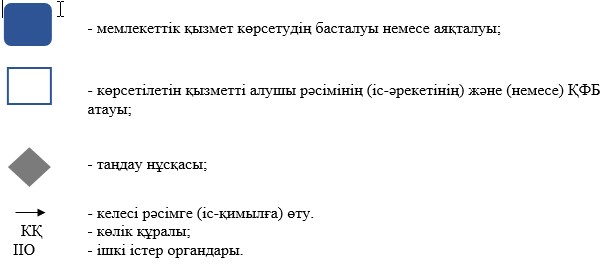 - мемлекеттік қызмет көрсетудің басталуы немесе аяқталуы;
- көрсетілетін қызметті алушы рәсімінің (іс-әрекетінің) және (немесе) ҚФБ
атауы;
- таңдау нұсқасы;
- келесі рәсімге (іс-қимылға) өту.
КҚ - көлік құралы;
ІІО - ішкі істер органдары.